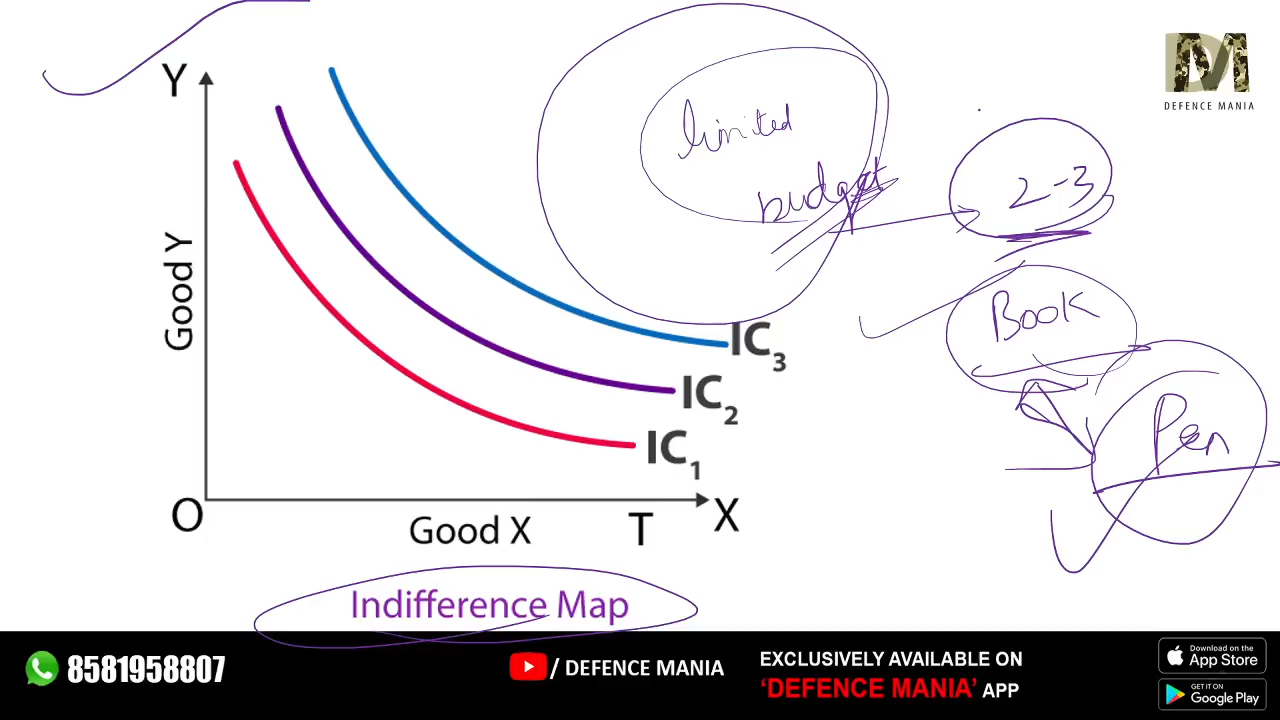 Y
Good Y
limited
budget
2-3
Book
Pen
IC3
IC2
IC1
O
Good X
T
X
Indifference Map
DM
DEFENCE MANIA
8581958807
/ DEFENCE MANIA
EXCLUSIVELY AVAILABLE ON
‘DEFENCE MANIA’ APP
Download on the
App Store
GET IT ON
Google Play